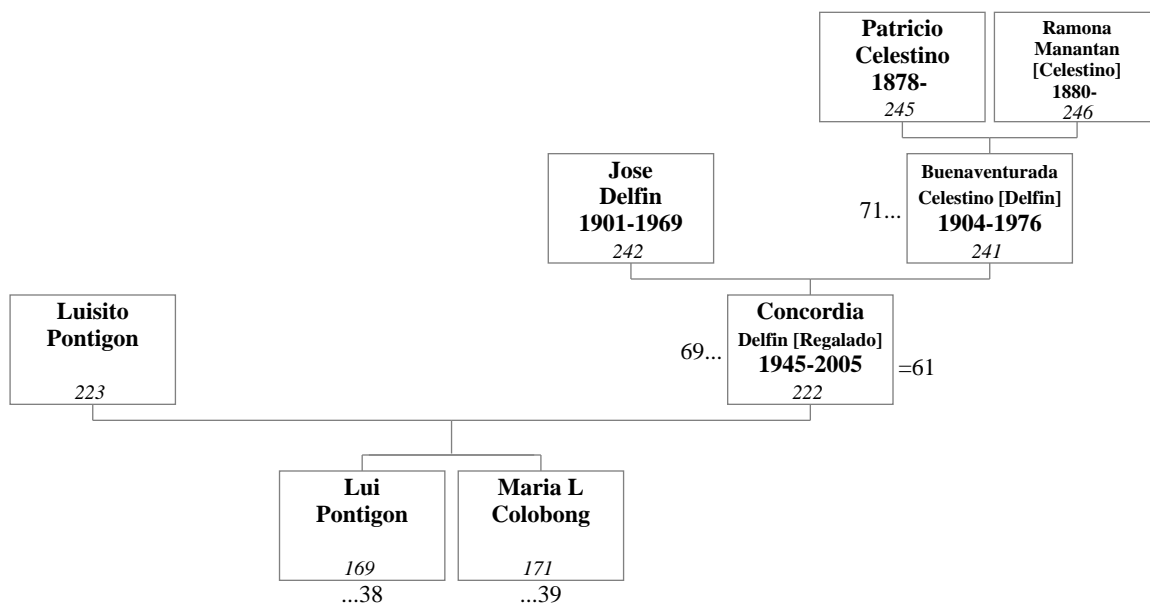 Patricio
Celestino
1878-
245
Ramona
Manantan
[Celestino]
1880-
246
Jose
Delfin
1901-1969
242
71...
Buenaventurada
Celestino [Delfin]
1904-1976
241
Luisito
Pontigon
223
69...
Concordia
Delfin [Regalado]
1945-2005
222
=61
Lui
Pontigon
169
...38
Maria L
Colobong
171
...39